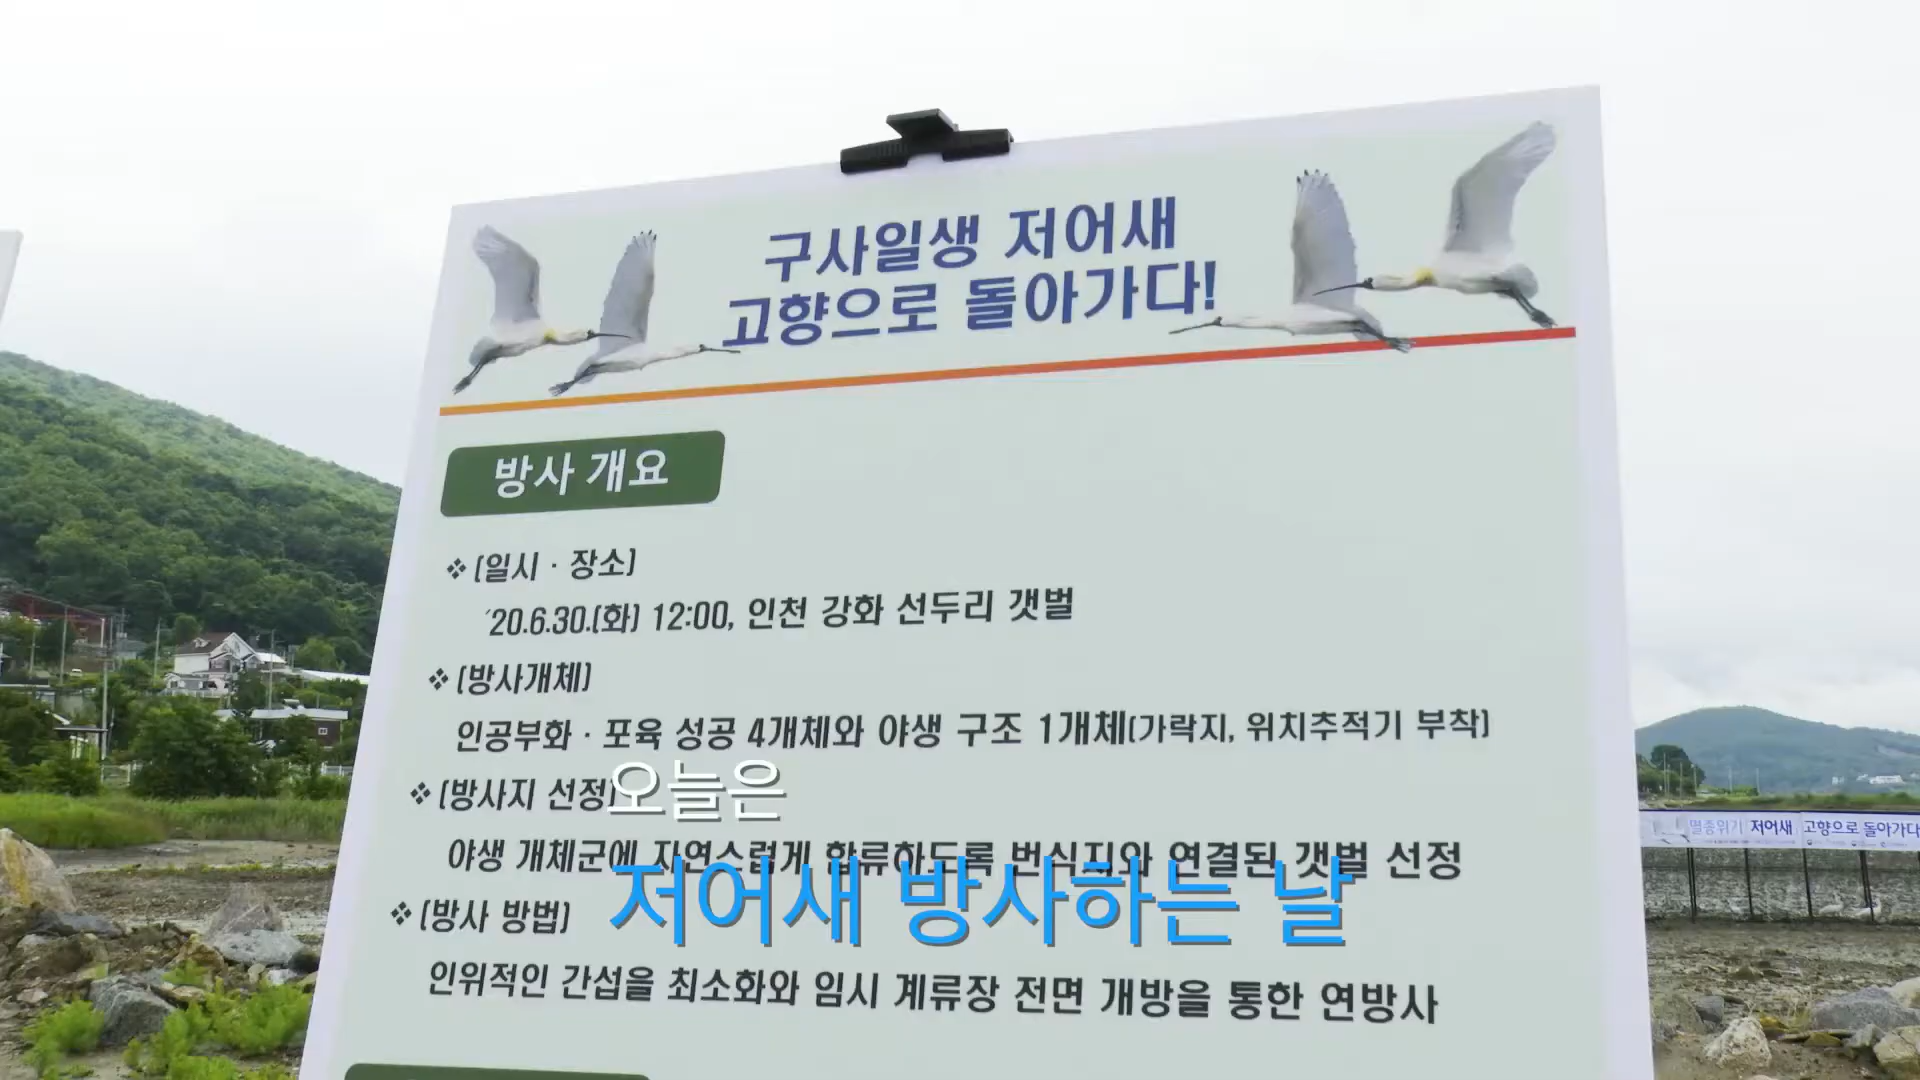 구사일생 저어새
고향으로 돌아가다!
방사 개요
❖ [일시 · 장소]
'20.6.30.(화) 12:00, 인천 강화 선두리 갯벌
❖ [방사개체]
인공부화 · 포육 성공 4개체와 야생 구조 1개체(가락지, 위치추적기 부착)
❖ [방사지 선정]
오늘은
야생 개체군에 자연스럽게 합류하도록 번식지와 연결된 갯벌 선정
저어새 방사하는 날
❖ [방사 방법]
인위적인 간섭을 최소화와 임시 계류장 전면 개방을 통한 연방사
멸종위기 저어새 고향으로 돌아가다